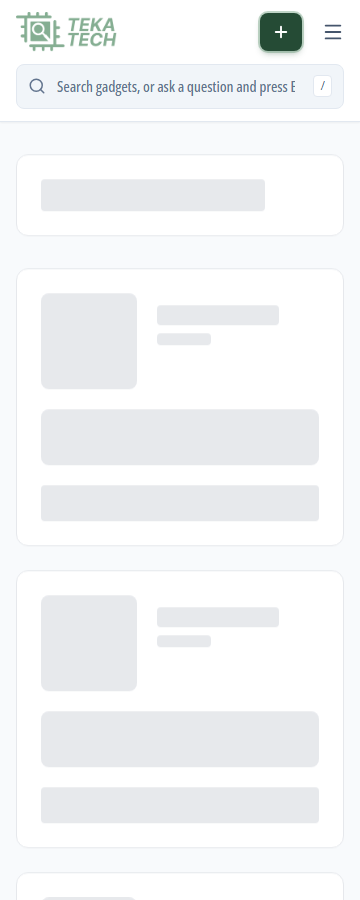 TEKA
TECH
+
Search gadgets, or ask a question and press E
/